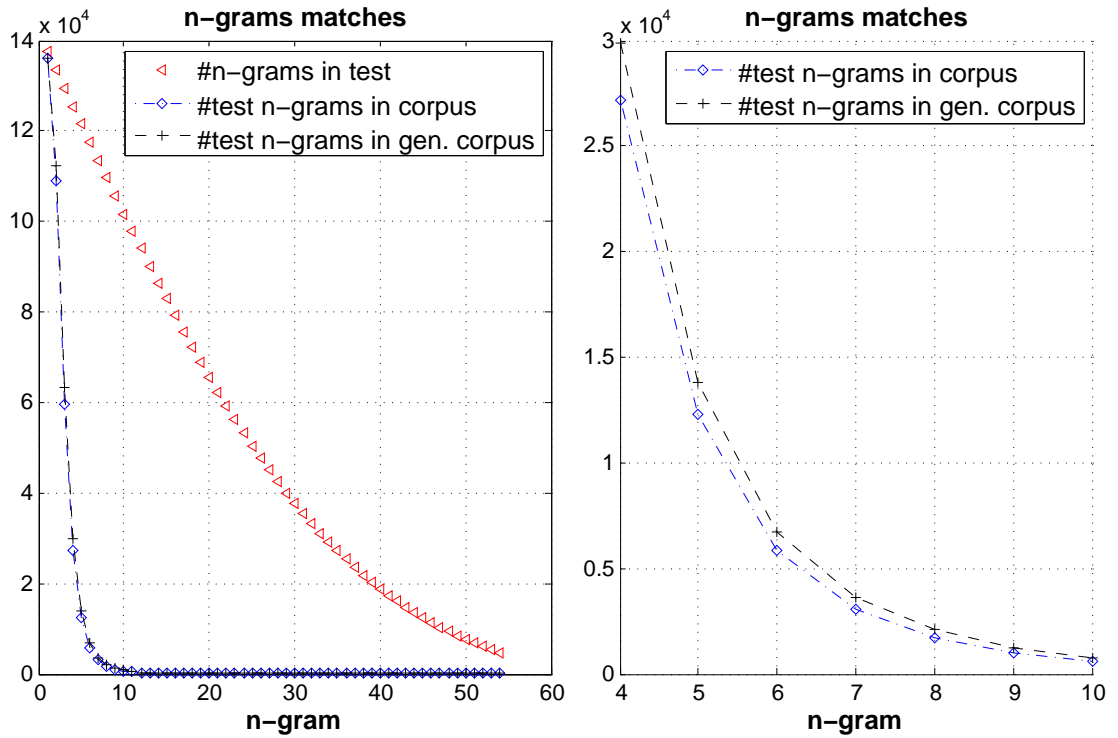 n−grams matches
x 10^4
#n−grams in test
#test n−grams in corpus
#test n−grams in gen. corpus
14
12
10
8
6
4
2
0
0
10
20
30
40
50
60
n−gram
n−grams matches
x 10^4
#test n−grams in corpus
#test n−grams in gen. corpus
3
2.5
2
1.5
1
0.5
0
4
5
6
7
8
9
10
n−gram